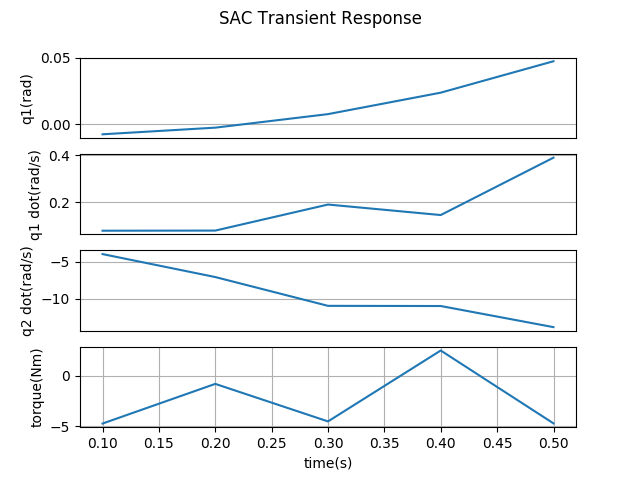 SAC Transient Response
q1(rad)
0.05
0.00
q1 dot(rad/s)
0.4
0.2
q2 dot(rad/s)
−5
−10
torque(Nm)
0
−5
0.10 0.15 0.20 0.25 0.30 0.35 0.40 0.45 0.50
time(s)